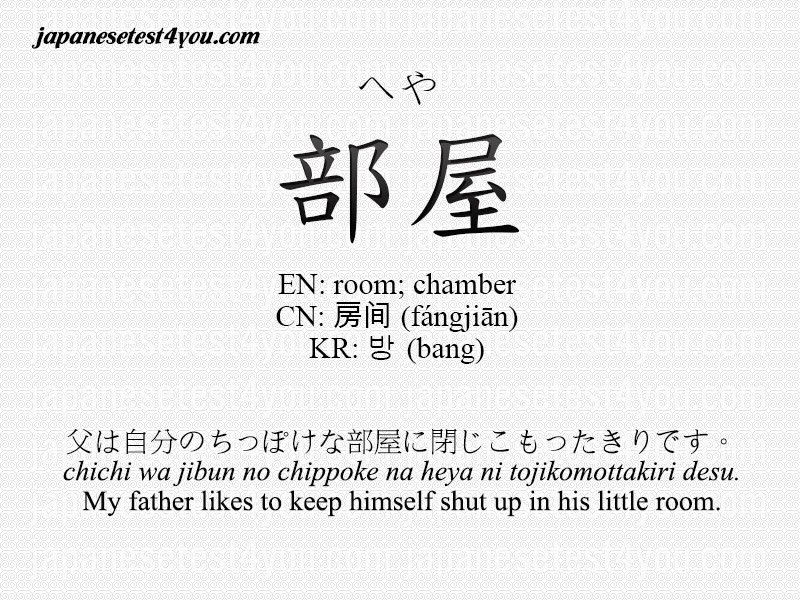 japanesetest4you.com
へや
部屋
EN: room; chamber
CN: 房间 (fángjiān)
KR: 방 (bang)
父は自分のちっぽけな部屋に閉じこもったきりです。
chichi wa jibun no chippoke na heya ni tojikomottakiri desu.
My father likes to keep himself shut up in his little room.